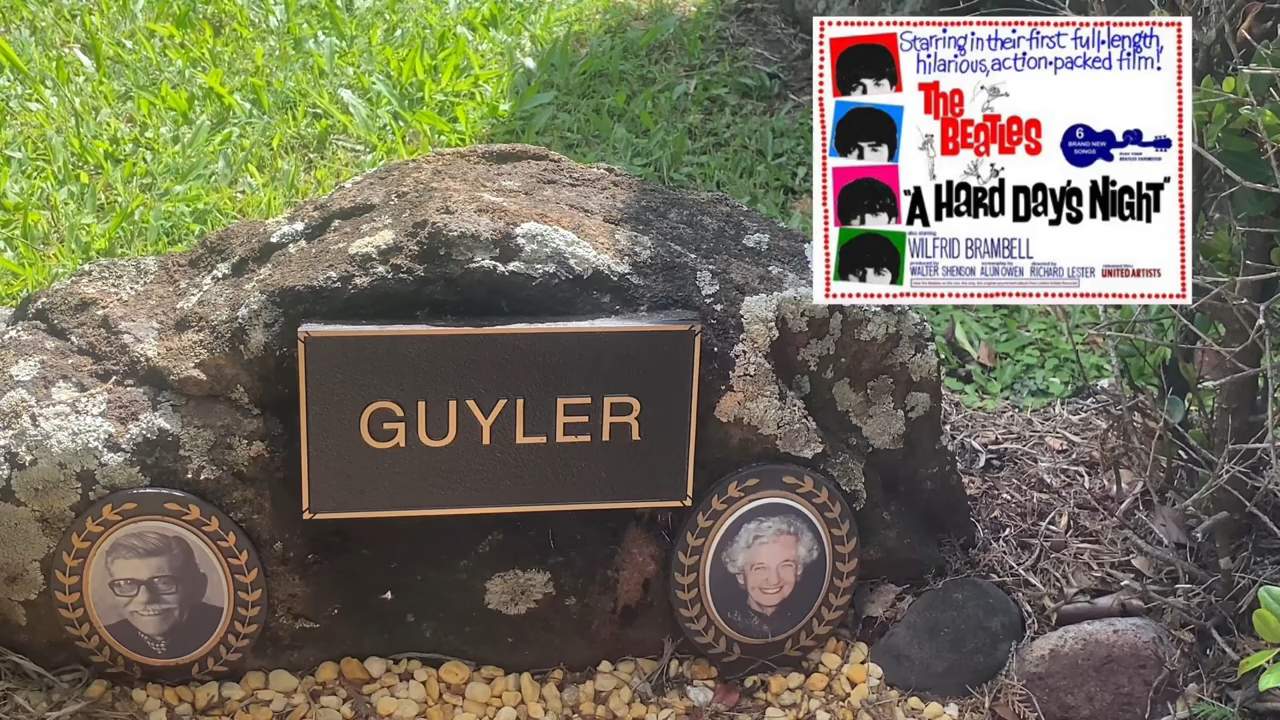 GUYLER
Starring in their first full-length,
hilarious, action-packed film!
The
BEATLES
6
BRAND NEW
SONGS
"A HARD DAY'S NIGHT"
also starring
WILFRID BRAMBELL
produced by
WALTER SHENSON
screenplay by
ALUN OWEN
directed by
RICHARD LESTER
released thru
UNITED ARTISTS